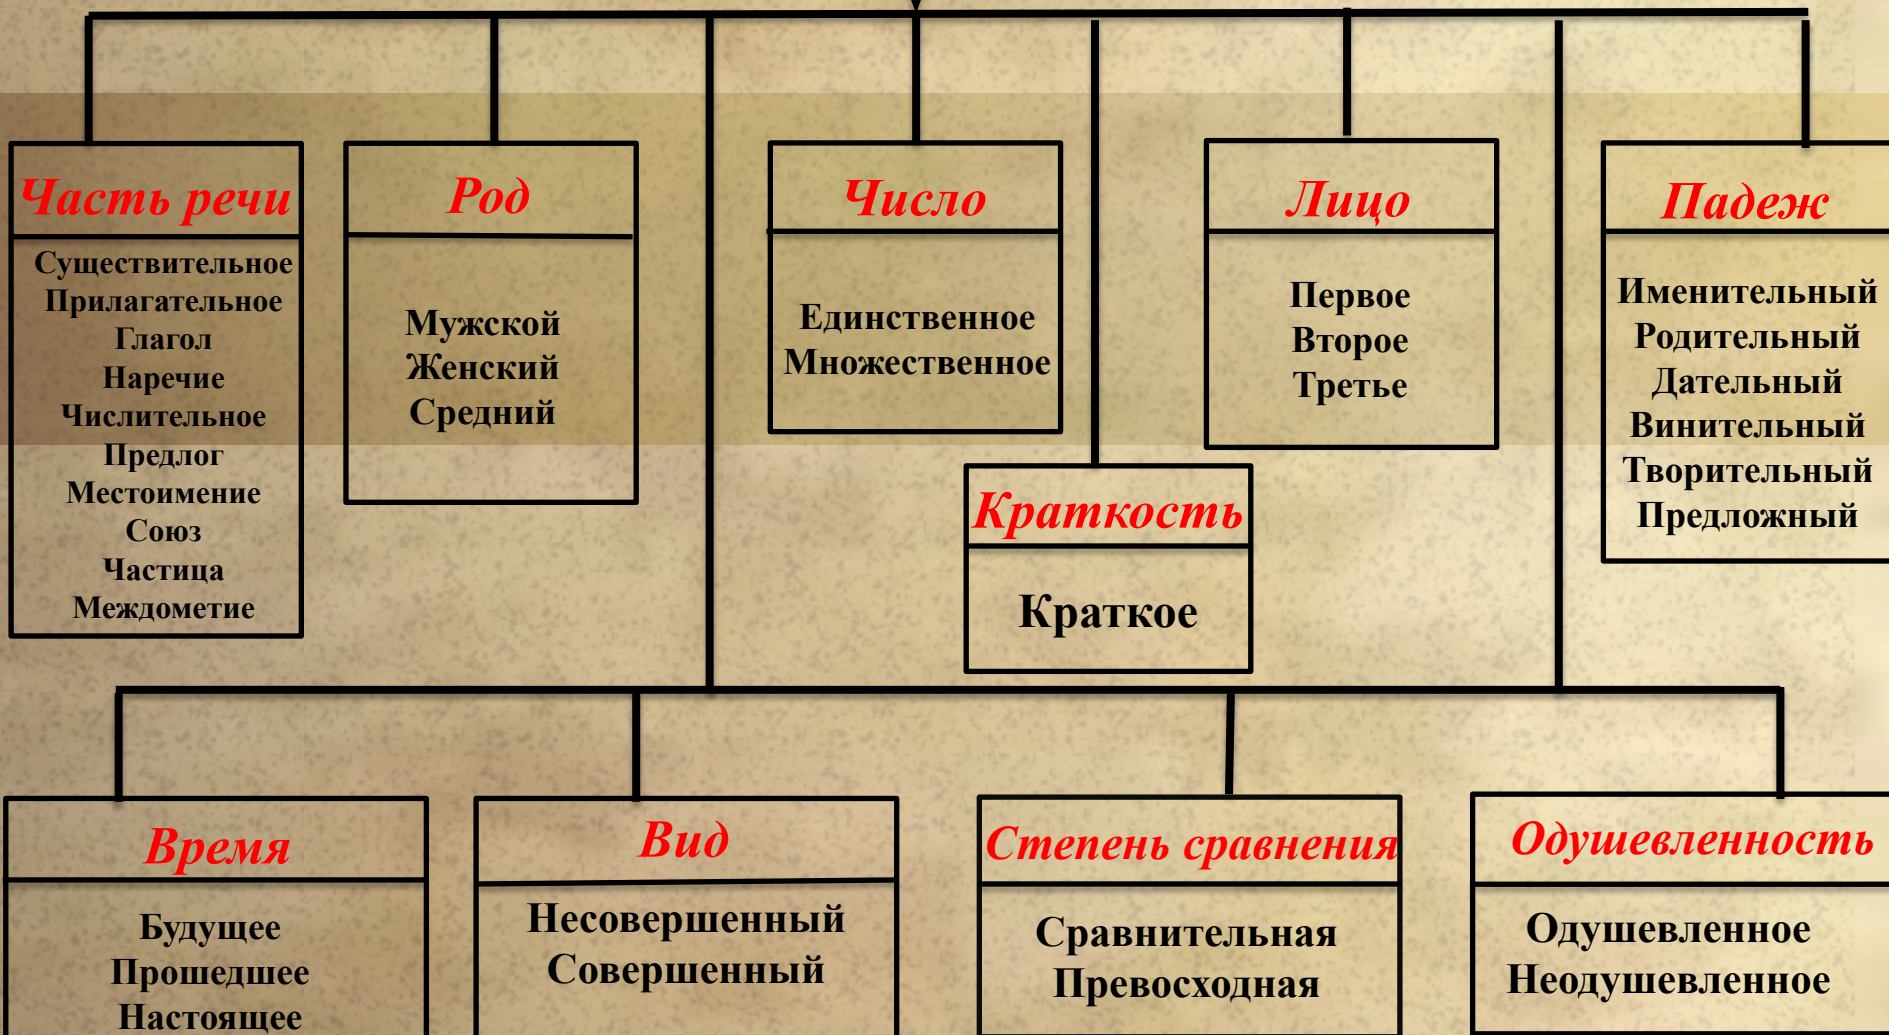 Часть речи
Существительное
Прилагательное
Глагол
Наречие
Числительное
Предлог
Местоимение
Союз
Частица
Междометие
Род
Мужской
Женский
Средний
Число
Единственное
Множественное
Лицо
Первое
Второе
Третье
Падеж
Именительный
Родительный
Дательный
Винительный
Творительный
Предложный
Краткость
Краткое
Время
Будущее
Прошедшее
Настоящее
Вид
Несовершенный
Совершенный
Степень сравнения
Сравнительная
Превосходная
Одушевленность
Одушевленное
Неодушевленное